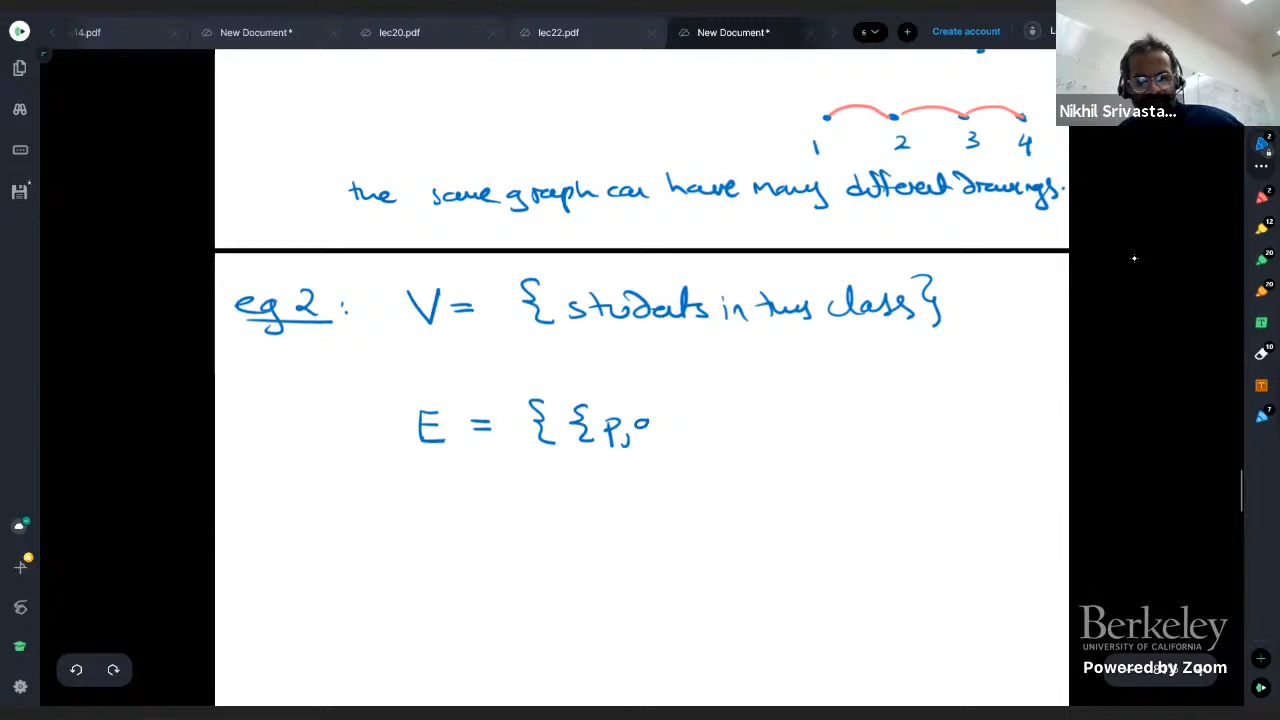 14.pdf New Document* lec20.pdf lec22.pdf New Document* 6 Create account
Nikhil Srivasta...
1 2 3 4
the same graph can have many different drawings.
eg 2: V = { students in this class }
E = { { p,
Berkeley
UNIVERSITY OF CALIFORNIA
Powered by Zoom